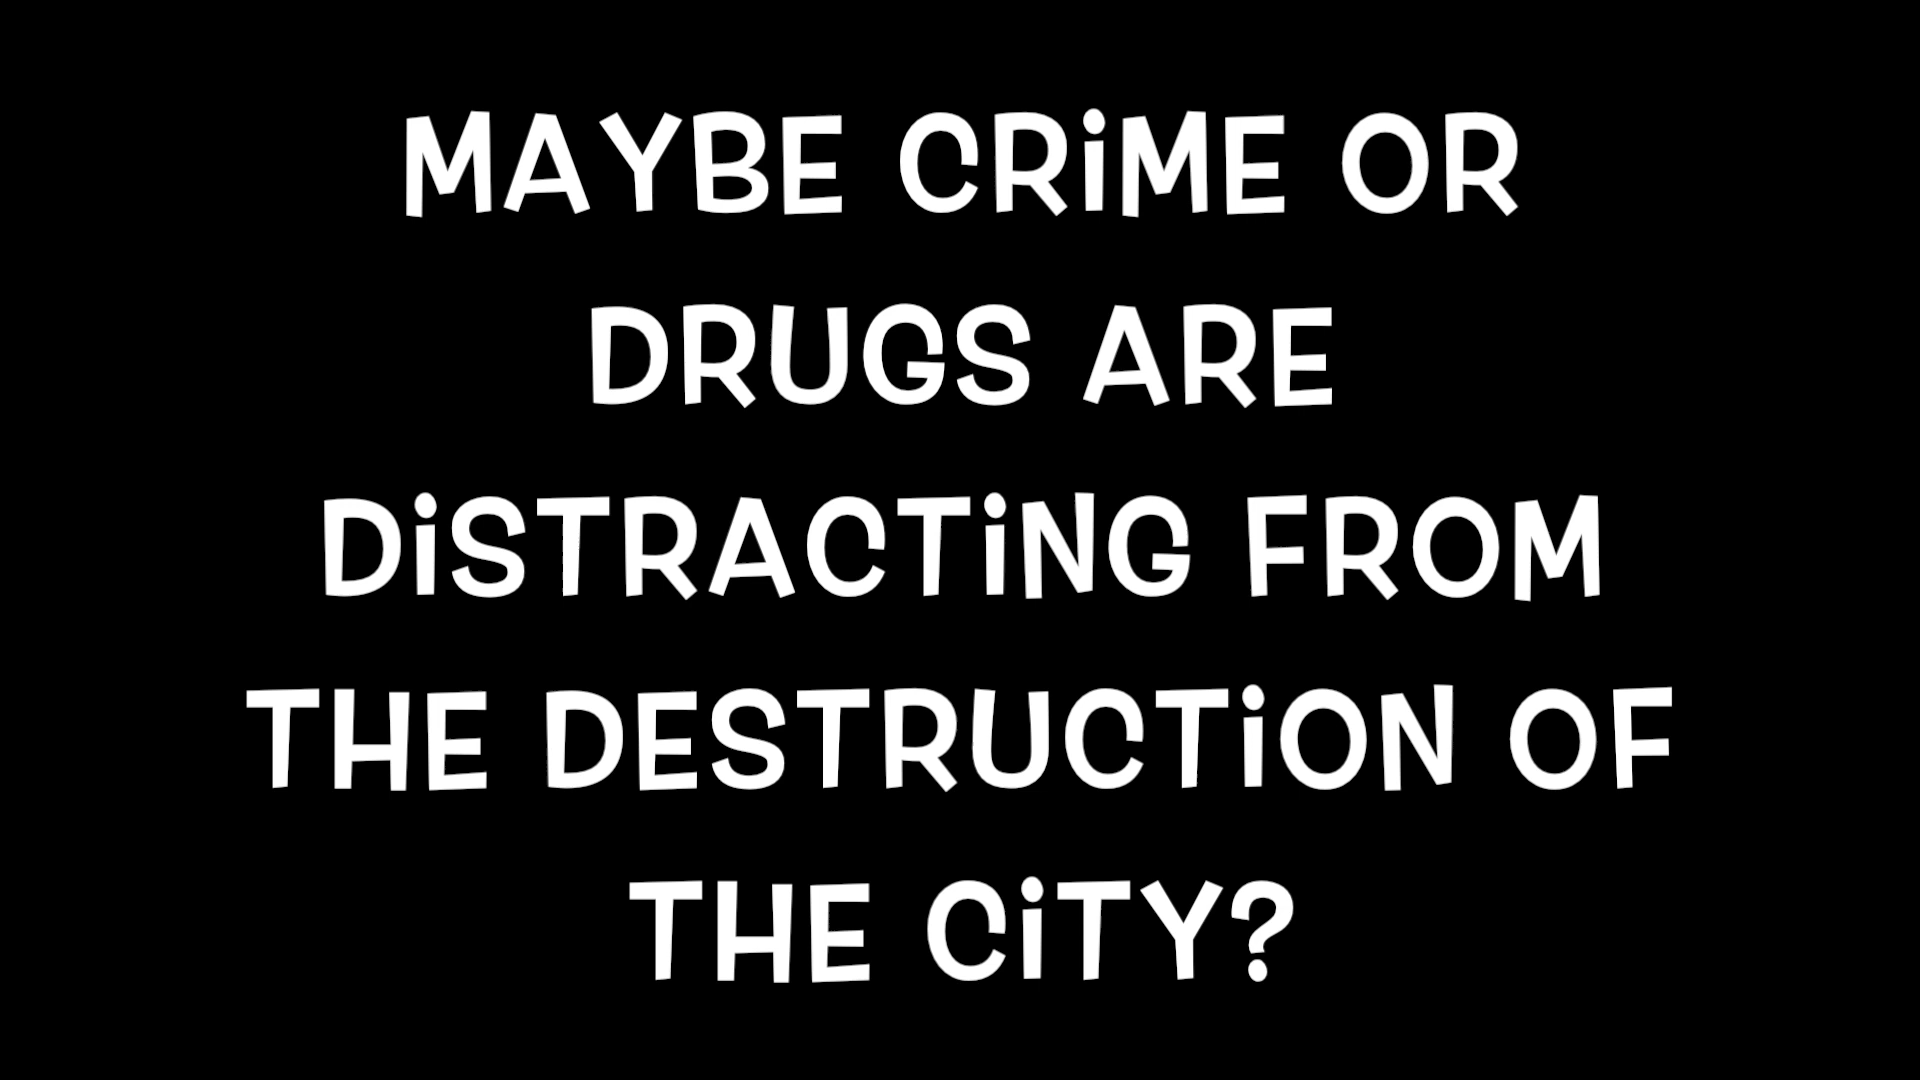 MAYBE CRiME OR
DRUGS ARE
DiSTRACTiNG FROM
THE DESTRUCTiON OF
THE CiTY?